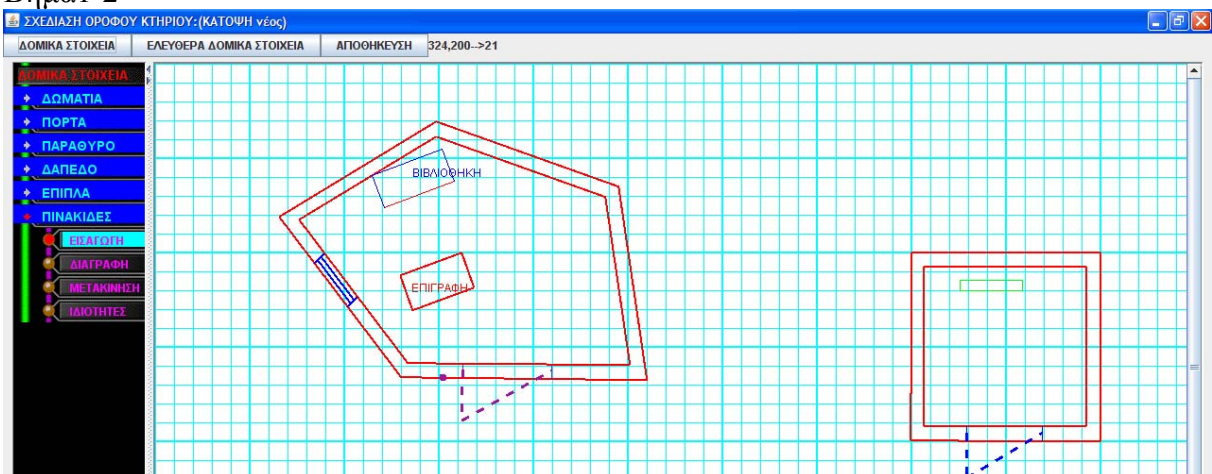 Βήμα1-2
ΣΧΕΔΙΑΣΗ ΟΡΟΦΟΥ ΚΤΗΡΙΟΥ:(ΚΑΤΟΨΗ νέος)
ΔΟΜΙΚΑ ΣΤΟΙΧΕΙΑ ΕΛΕΥΘΕΡΑ ΔΟΜΙΚΑ ΣΤΟΙΧΕΙΑ ΑΠΟΘΗΚΕΥΣΗ 324,200-->21
ΔΟΜΙΚΑ ΣΤΟΙΧΕΙΑ
ΔΩΜΑΤΙΑ
ΠΟΡΤΑ
ΠΑΡΑΘΥΡΟ
ΔΑΠΕΔΟ
ΕΠΙΠΛΑ
ΠΙΝΑΚΙΔΕΣ
ΕΙΣΑΓΩΓΗ
ΔΙΑΓΡΑΦΗ
ΜΕΤΑΚΙΝΗΣΗ
ΙΔΙΟΤΗΤΕΣ
ΒΙΒΛΙΟΘΗΚΗ
ΕΠΙΓΡΑΦΗ